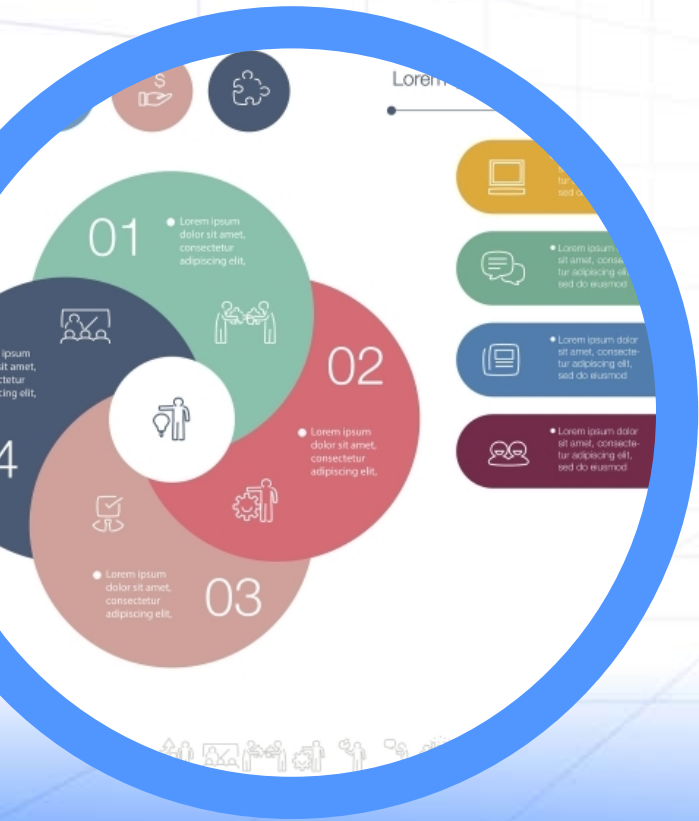 S
Lorem
01
Lorem ipsum
dolor sit amet,
consectetur
adipiscing elit,
02
Lorem ipsum
dolor sit amet,
consectetur
adipiscing elit,
03
Lorem ipsum
dolor sit amet,
consectetur
adipiscing elit,
4
ipsum
sit amet,
ctetur
cing elit,
tur
sed
Lorem ipsum
sit amet, conse
tur adipiscing eli
sed do eiusmod
Lorem ipsum dolor
sit amet, consecte-
tur adipiscing elit,
sed do eiusmod
Lorem ipsum dolor
sit amet, consecte-
tur adipiscing elit,
sed do eiusmod